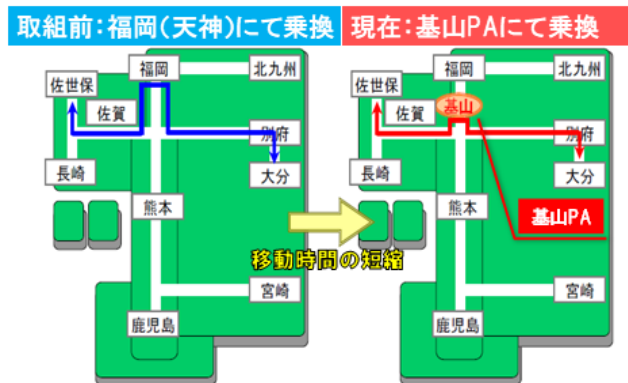 取組前:福岡(天神)にて乗換
現在:基山PAにて乗換
福岡
北九州
佐世保
佐賀
別府
長崎
大分
熊本
宮崎
鹿児島
移動時間の短縮
福岡
北九州
佐世保
基山
佐賀
別府
長崎
大分
熊本
基山PA
宮崎
鹿児島